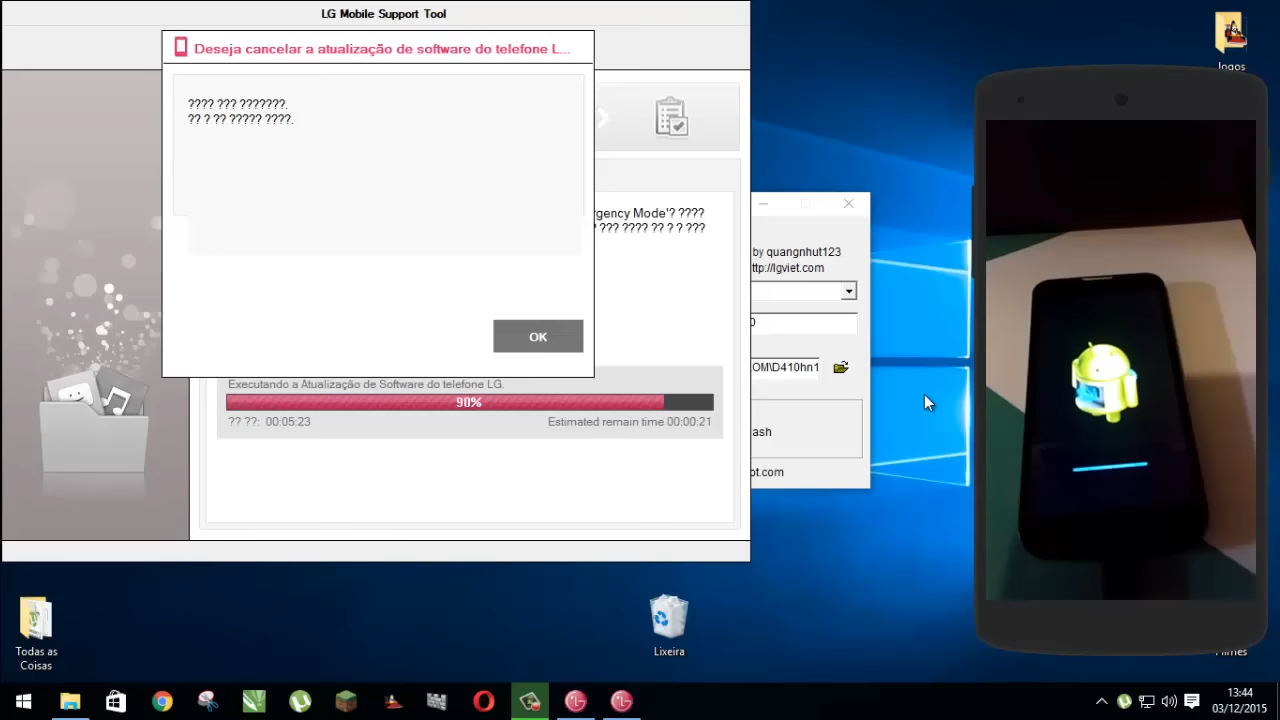 LG Mobile Support Tool
Deseja cancelar a atualização de software do telefone L...
???? ??? ???????.
?? ? ?? ????? ????.
OK
rgency Mode'? ????
??? ???? ?? ? ? ???
Executando a Atualização de Software do telefone LG.
90%
?? ??: 00:05:23
Estimated remain time 00:00:21
by quangnhut123
ttp://lgviet.com
0
OM\D410hn1
ash
ot.com
Jogos
Todas as
Coisas
Lixeira
Filmes
13:44
03/12/2015